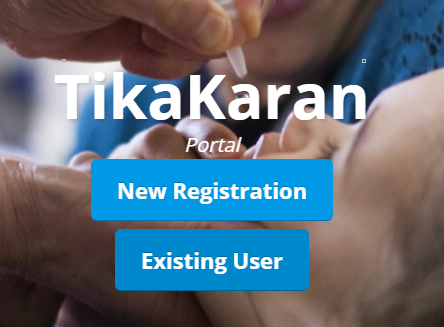 TikaKaran
Portal
New Registration
Existing User